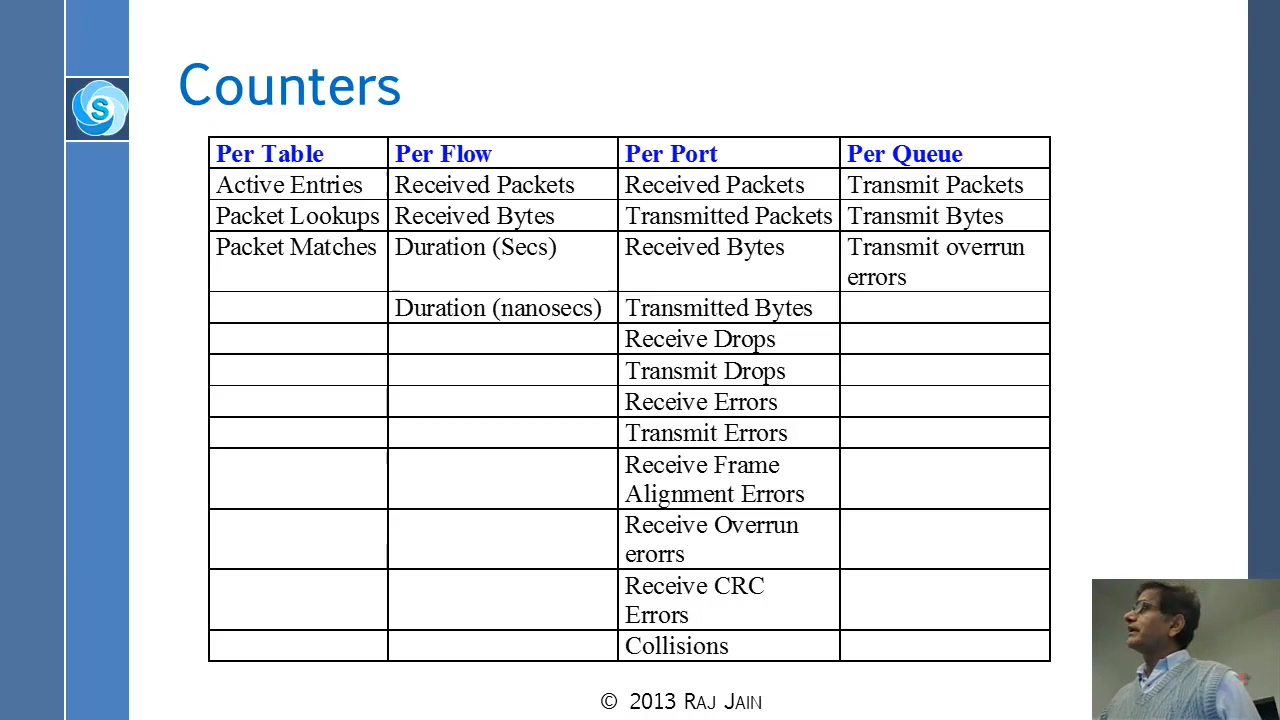 S
Counters
Per Table Per Flow Per Port Per Queue
Active Entries Received Packets Received Packets Transmit Packets
Packet Lookups Received Bytes Transmitted Packets Transmit Bytes
Packet Matches Duration (Secs) Received Bytes Transmit overrun
errors
Duration (nanosecs) Transmitted Bytes
Receive Drops
Transmit Drops
Receive Errors
Transmit Errors
Receive Frame
Alignment Errors
Receive Overrun
erorrs
Receive CRC
Errors
Collisions
© 2013 RAJ JAIN